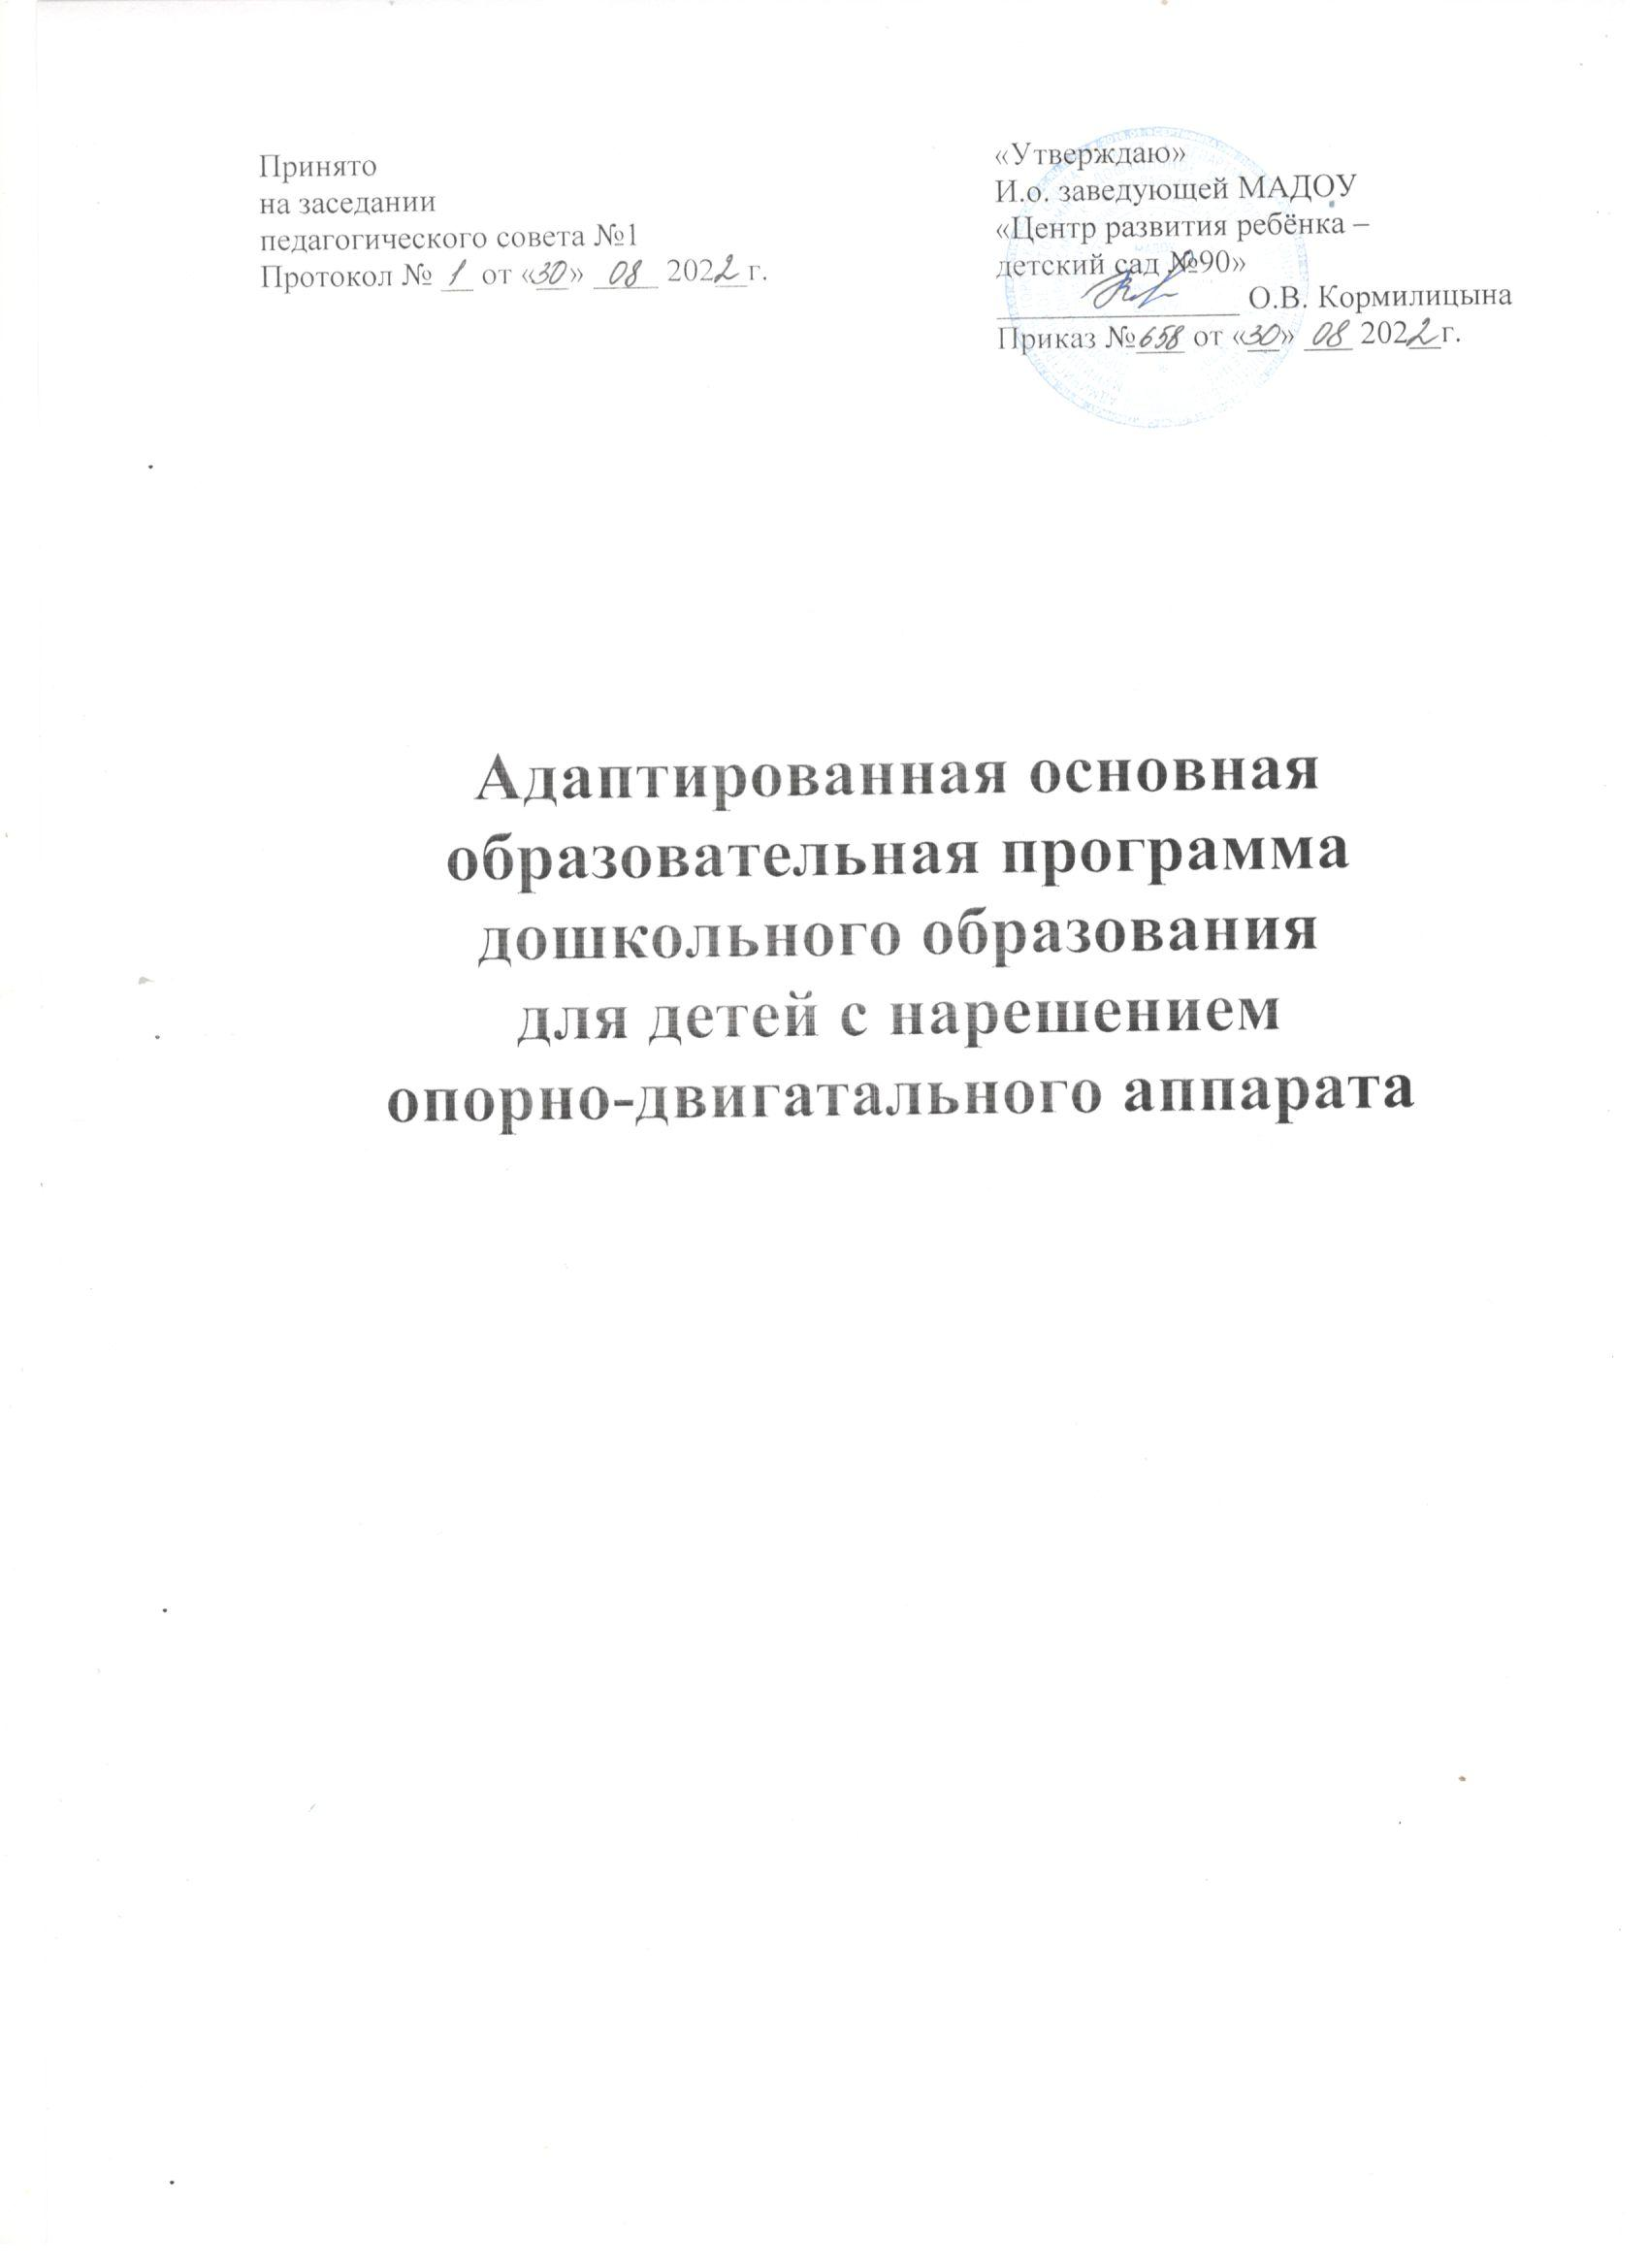 Принято
на заседании
педагогического совета №1
Протокол № 1 от «30» 08 2022 г.
«Утверждаю»
И.о. заведующей МАДОУ
«Центр развития ребёнка –
детский сад №90»
О.В. Кормилицына
Приказ №658 от «30» 08 2022 г.
Адаптированная основная
образовательная программа
дошкольного образования
для детей с нарешением
опорно-двигатального аппарата